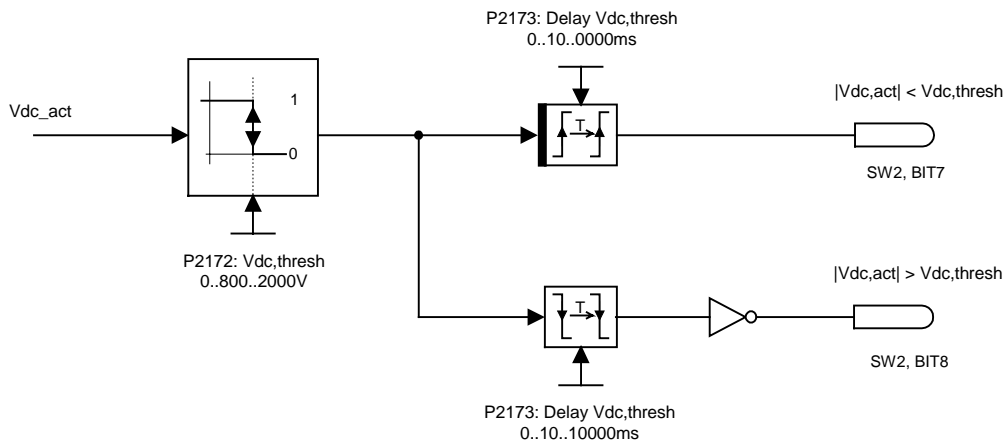 P2173: Delay Vdc,thresh
0..10..0000ms
|Vdc,act| < Vdc,thresh
Vdc_act
1
T
0
SW2, BIT7
P2172: Vdc,thresh
0..800..2000V
|Vdc,act| > Vdc,thresh
T
SW2, BIT8
P2173: Delay Vdc,thresh
0..10..10000ms